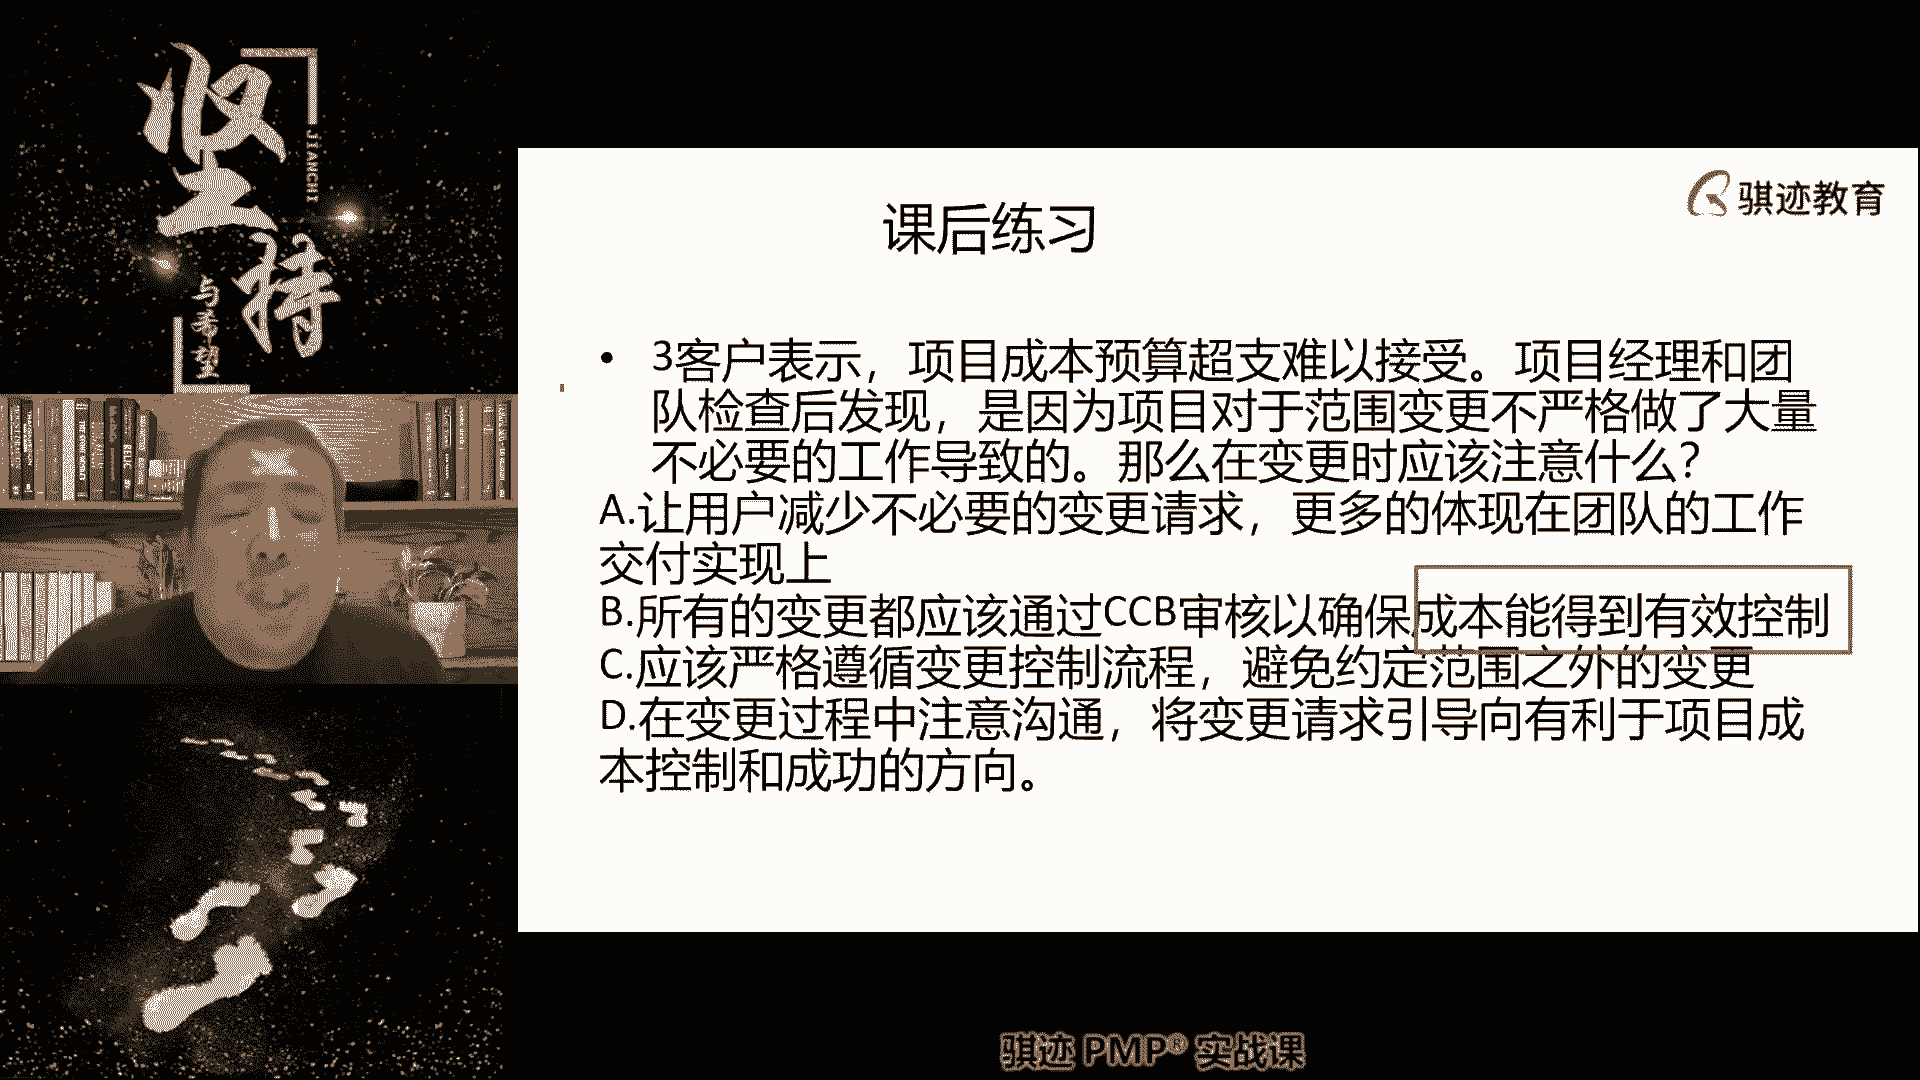 坚持
JIANCHI
与希望
骐迹教育
课后练习
• 3客户表示，项目成本预算超支难以接受。项目经理和团
队检查后发现，是因为项目对于范围变更不严格做了大量
不必要的工作导致的。那么在变更时应该注意什么？
A.让用户减少不必要的变更请求，更多的体现在团队的工作
交付实现上
B.所有的变更都应该通过CCB审核以确保成本能得到有效控制
C.应该严格遵循变更控制流程，避免约定范围之外的变更
D.在变更过程中注意沟通，将变更请求引导向有利于项目成
本控制和成功的方向。
骐迹 PMP® 实战课